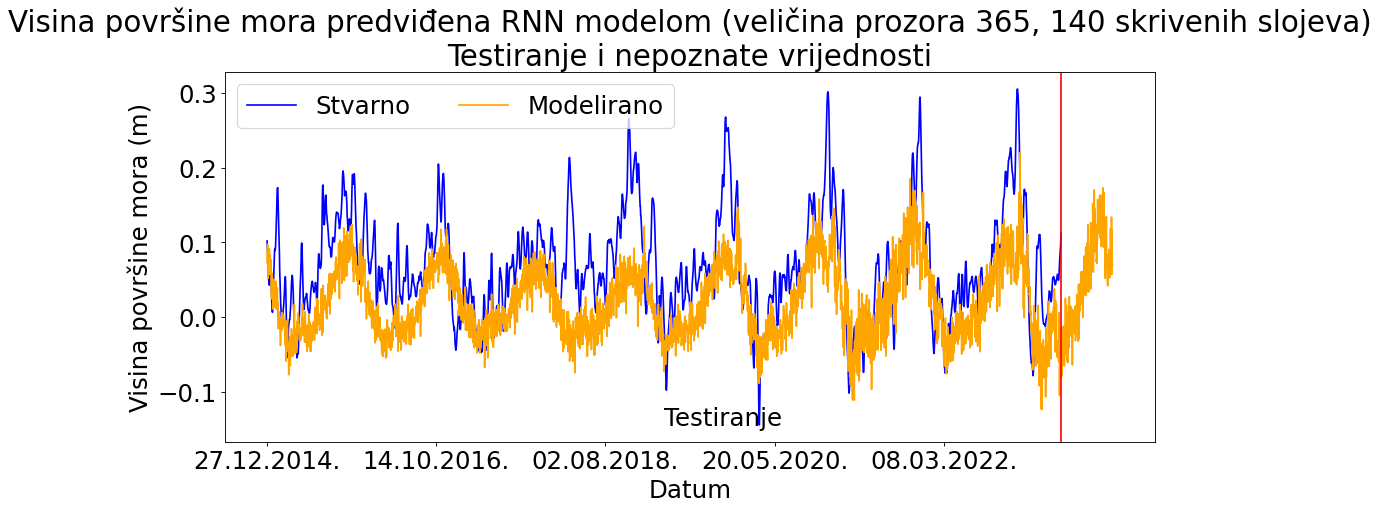 Visina površine mora predviđena RNN modelom (veličina prozora 365, 140 skrivenih slojeva)
Testiranje i nepoznate vrijednosti
Stvarno
Modelirano
Visina površine mora (m)
0.3
0.2
0.1
0.0
−0.1
Testiranje
27.12.2014.
14.10.2016.
02.08.2018.
20.05.2020.
08.03.2022.
Datum